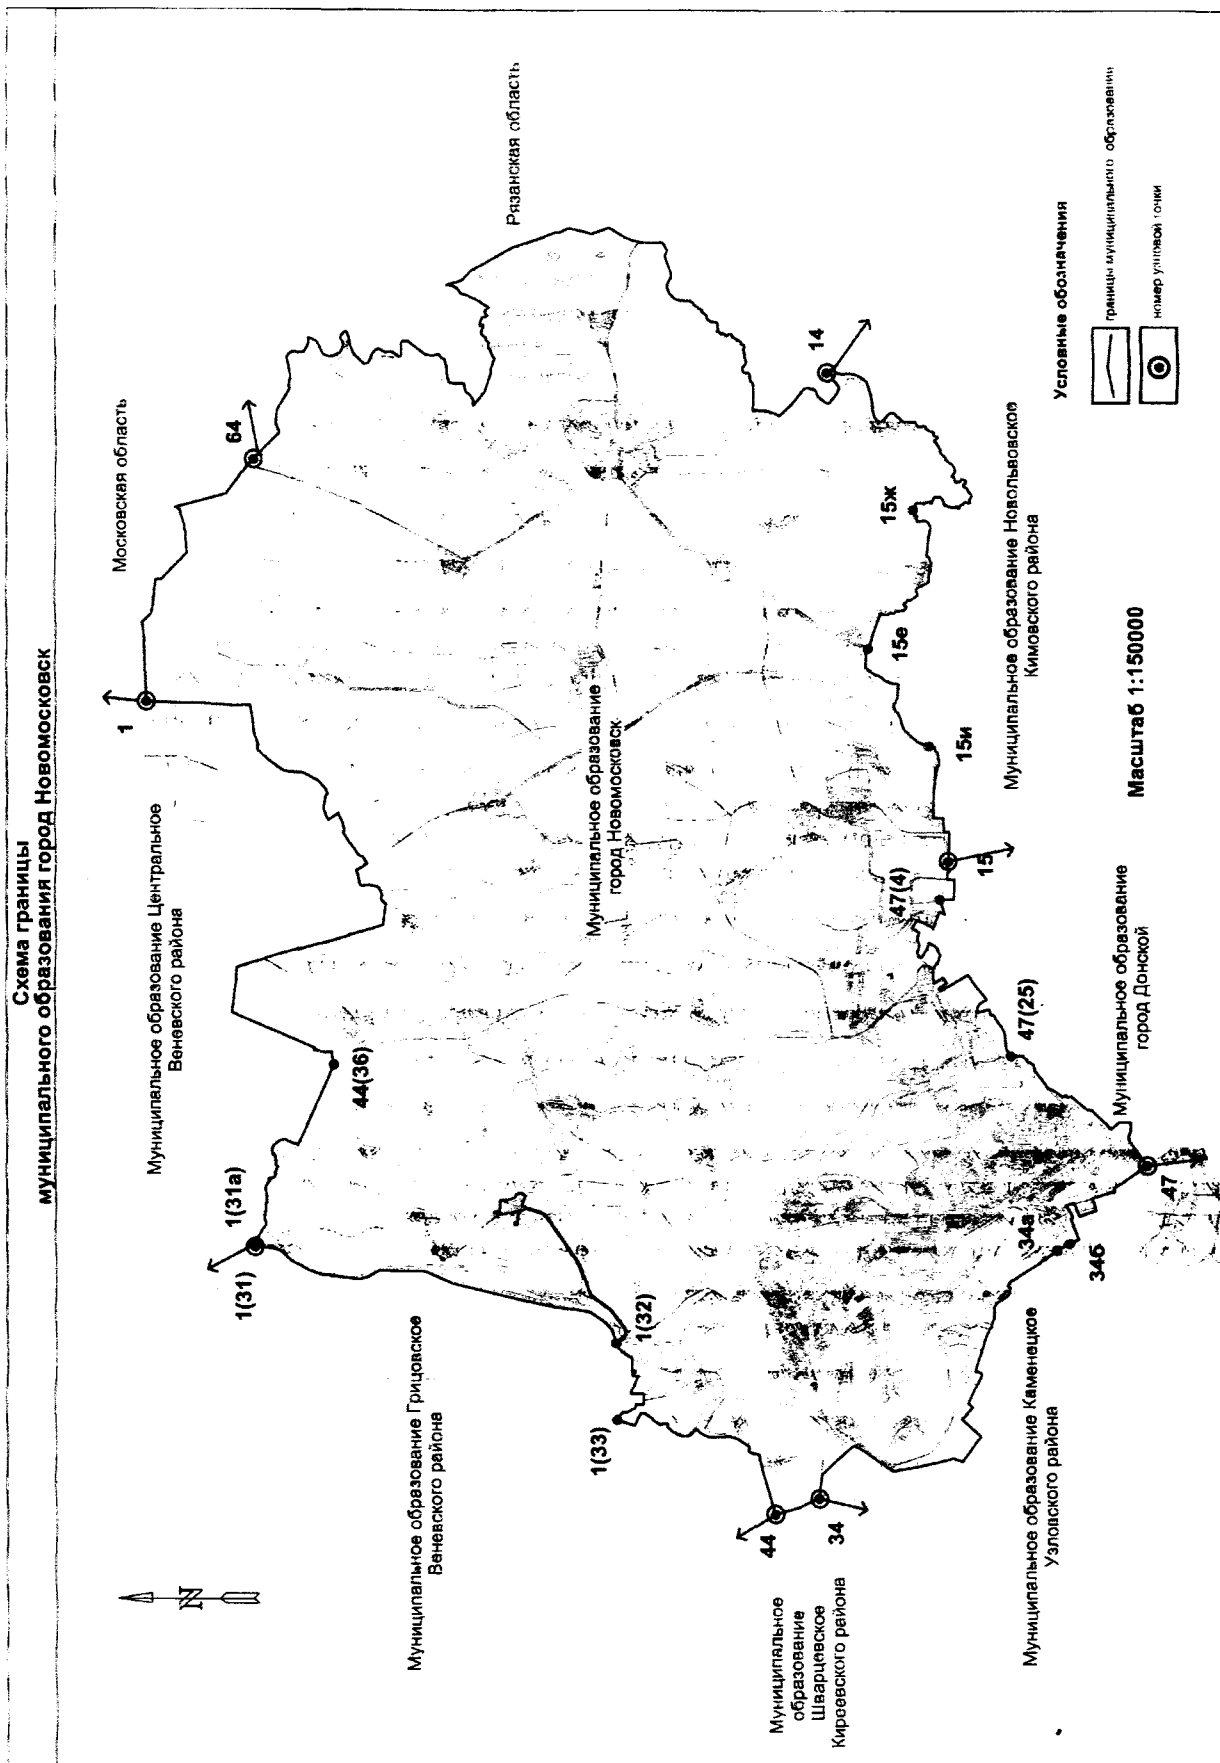 Схема границы
муниципального образования город Новомосковск
Московская область
Рязанская область
Муниципальное образование Центральное
Веневского района
Муниципальное образование Грицовское
Веневского района
Муниципальное
образование
Шварцевское
Киреевского района
Муниципальное образование Каменецкое
Узловского района
Муниципальное образование
город Донской
Муниципальное образование Новольвовское
Кимовского района
Муниципальное образование
город Новомосковск
N
1
64
14
15ж
15е
15и
15
47(4)
47(25)
47
34а
34б
34
44
1(33)
1(32)
1(31)
1(31а)
44(36)
Масштаб 1:150000
Условные обозначения
границы муниципального образования
номер узловой точки